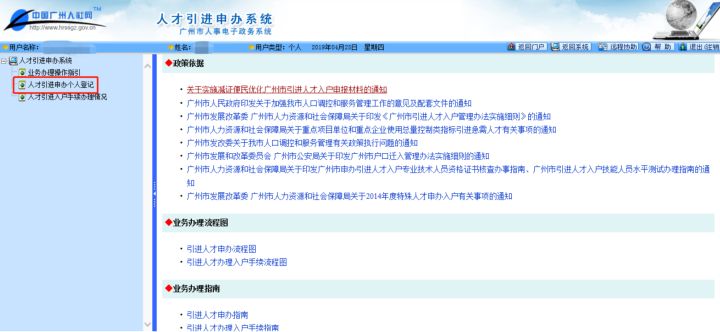 中国广州人社网 TM
www.hrssgz.gov.cn
人才引进申办系统
广州市人事电子政务系统
用户名称:
姓名:
用户类型: 个人
2019年04月25日 星期四
返回门户
返回系统
远程协助
帮 助
退出注销
人才引进申办系统
业务办理操作指引
人才引进申办个人登记
人才引进入户手续办理情况
◆政策依据
• 关于实施减证便民优化广州市引进人才入户申报材料的通知
• 广州市人民政府印发关于加强我市人口调控和服务管理工作的意见及配套文件的通知
• 广州市发展改革委 广州市人力资源和社会保障局关于印发《广州市引进人才入户管理办法实施细则》的通知
• 广州市人力资源和社会保障局关于重点项目单位和重点企业使用总量控制类指标引进急需人才有关事项的通知
• 广州市发改委关于我市人口调控和服务管理有关政策执行问题的通知
• 广州市发展和改革委员会 广州市公安局关于印发广州市户口迁入管理办法实施细则的通知
• 广州市人力资源和社会保障局关于印发广州市申办引进人才入户专业技术人员资格证书核查办事指南、广州市引进人才入户技能人员水平测试办理指南的通知
• 广州市发展改革委 广州市人力资源和社会保障局关于2014年度特殊人才申办入户有关事项的通知
◆业务办理流程图
• 引进人才申办流程图
• 引进人才办理入户手续流程图
◆业务办理指南
• 引进人才申办指南
• 引进人才办理入户手续指南